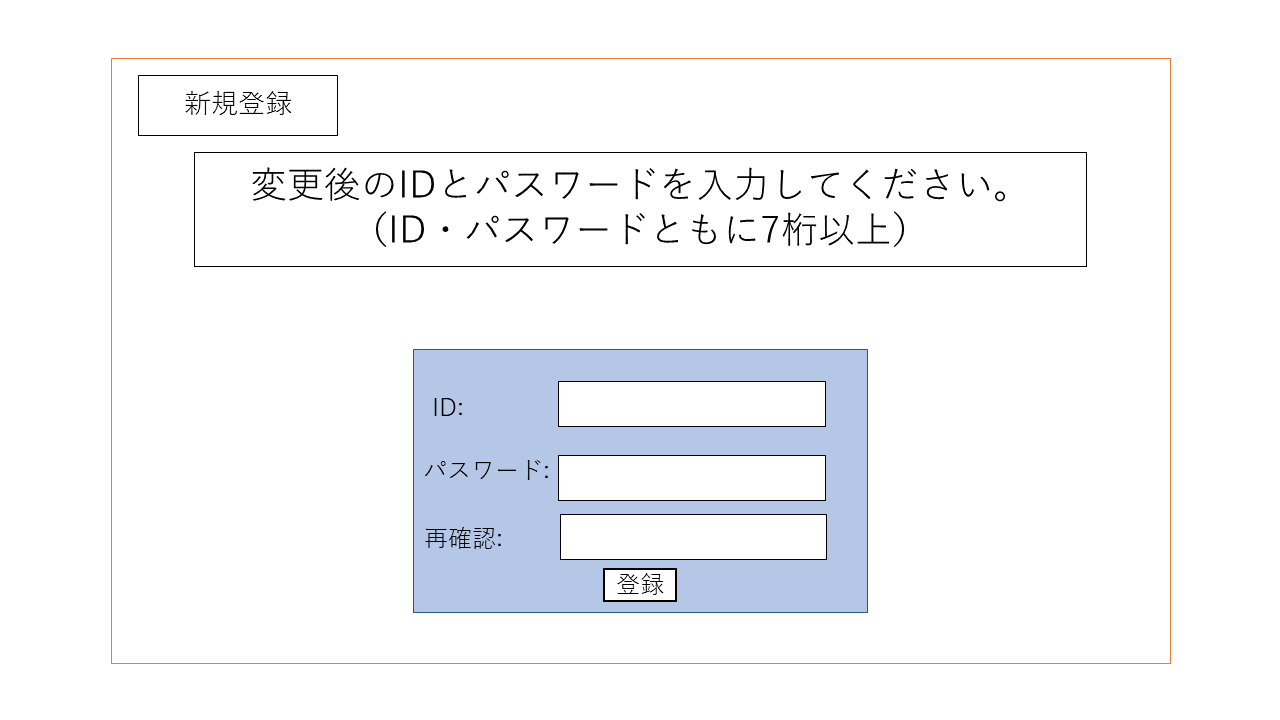 新規登録
変更後のIDとパスワードを入力してください。
（ID・パスワードともに7桁以上）
ID:
パスワード:
再確認:
登録